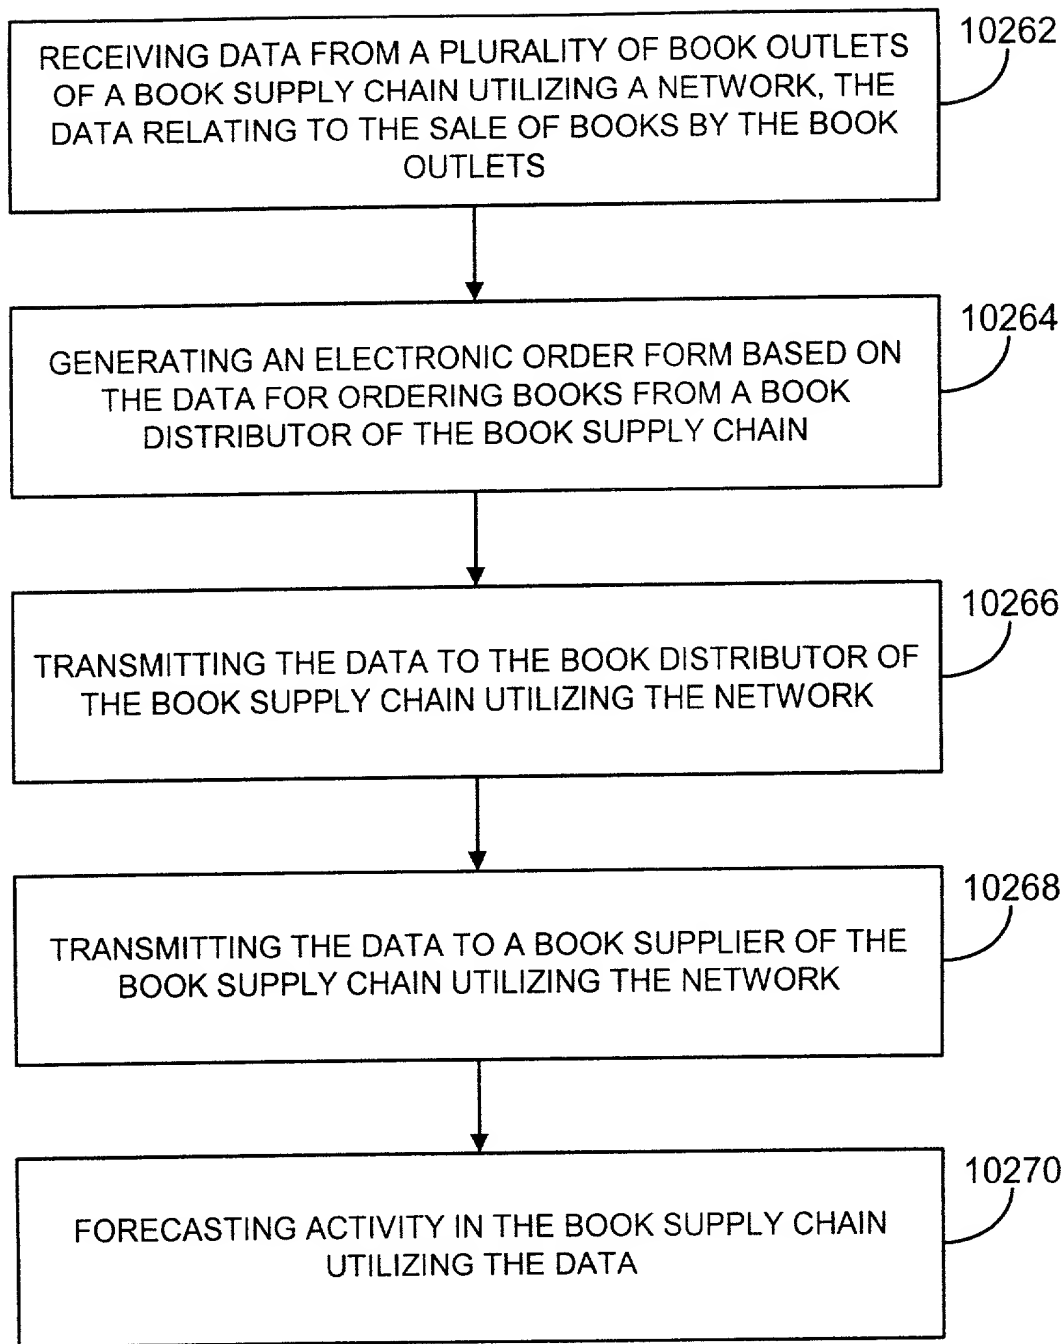 10262
RECEIVING DATA FROM A PLURALITY OF BOOK OUTLETS
OF A BOOK SUPPLY CHAIN UTILIZING A NETWORK, THE
DATA RELATING TO THE SALE OF BOOKS BY THE BOOK
OUTLETS
10264
GENERATING AN ELECTRONIC ORDER FORM BASED ON
THE DATA FOR ORDERING BOOKS FROM A BOOK
DISTRIBUTOR OF THE BOOK SUPPLY CHAIN
10266
TRANSMITTING THE DATA TO THE BOOK DISTRIBUTOR OF
THE BOOK SUPPLY CHAIN UTILIZING THE NETWORK
10268
TRANSMITTING THE DATA TO A BOOK SUPPLIER OF THE
BOOK SUPPLY CHAIN UTILIZING THE NETWORK
10270
FORECASTING ACTIVITY IN THE BOOK SUPPLY CHAIN
UTILIZING THE DATA